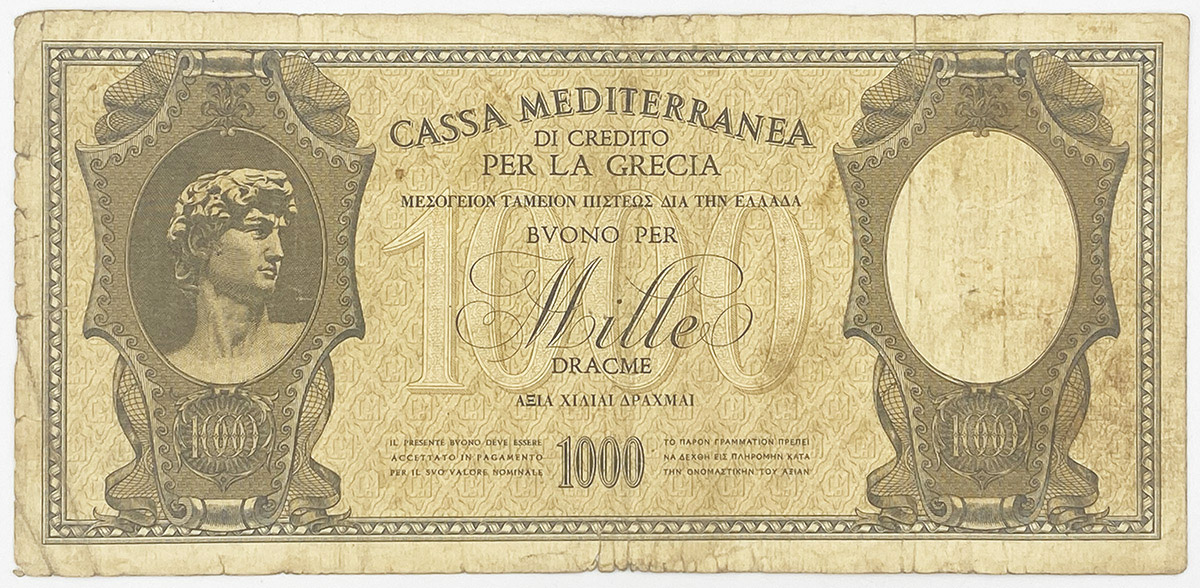 CASSA MEDITERRANEA
DI CREDITO
PER LA GRECIA
ΜΕΣΟΓΕΙΟΝ ΤΑΜΕΙΟΝ ΠΙΣΤΕΩΣ ΔΙΑ ΤΗΝ ΕΛΛΑΔΑ
1000
BVONO PER
Mille
DRACME
ΑΞΙΑ ΧΙΛΙΑΙ ΔΡΑΧΜΑΙ
IL PRESENTE BVONO DEVE ESSERE
ACCETTATO IN PAGAMENTO
PER IL SVO VALORE NOMINALE
1000
ΤΟ ΠΑΡΟΝ ΓΡΑΜΜΑΤΙΟΝ ΠΡΕΠΕΙ
ΝΑ ΔΕΧΘΗ ΕΙΣ ΠΛΗΡΟΜΗΝ ΚΑΤΑ
ΤΗΝ ΟΝΟΜΑΣΤΙΚΗΝ ΤΟΥ ΑΞΙΑΝ
1000
1000